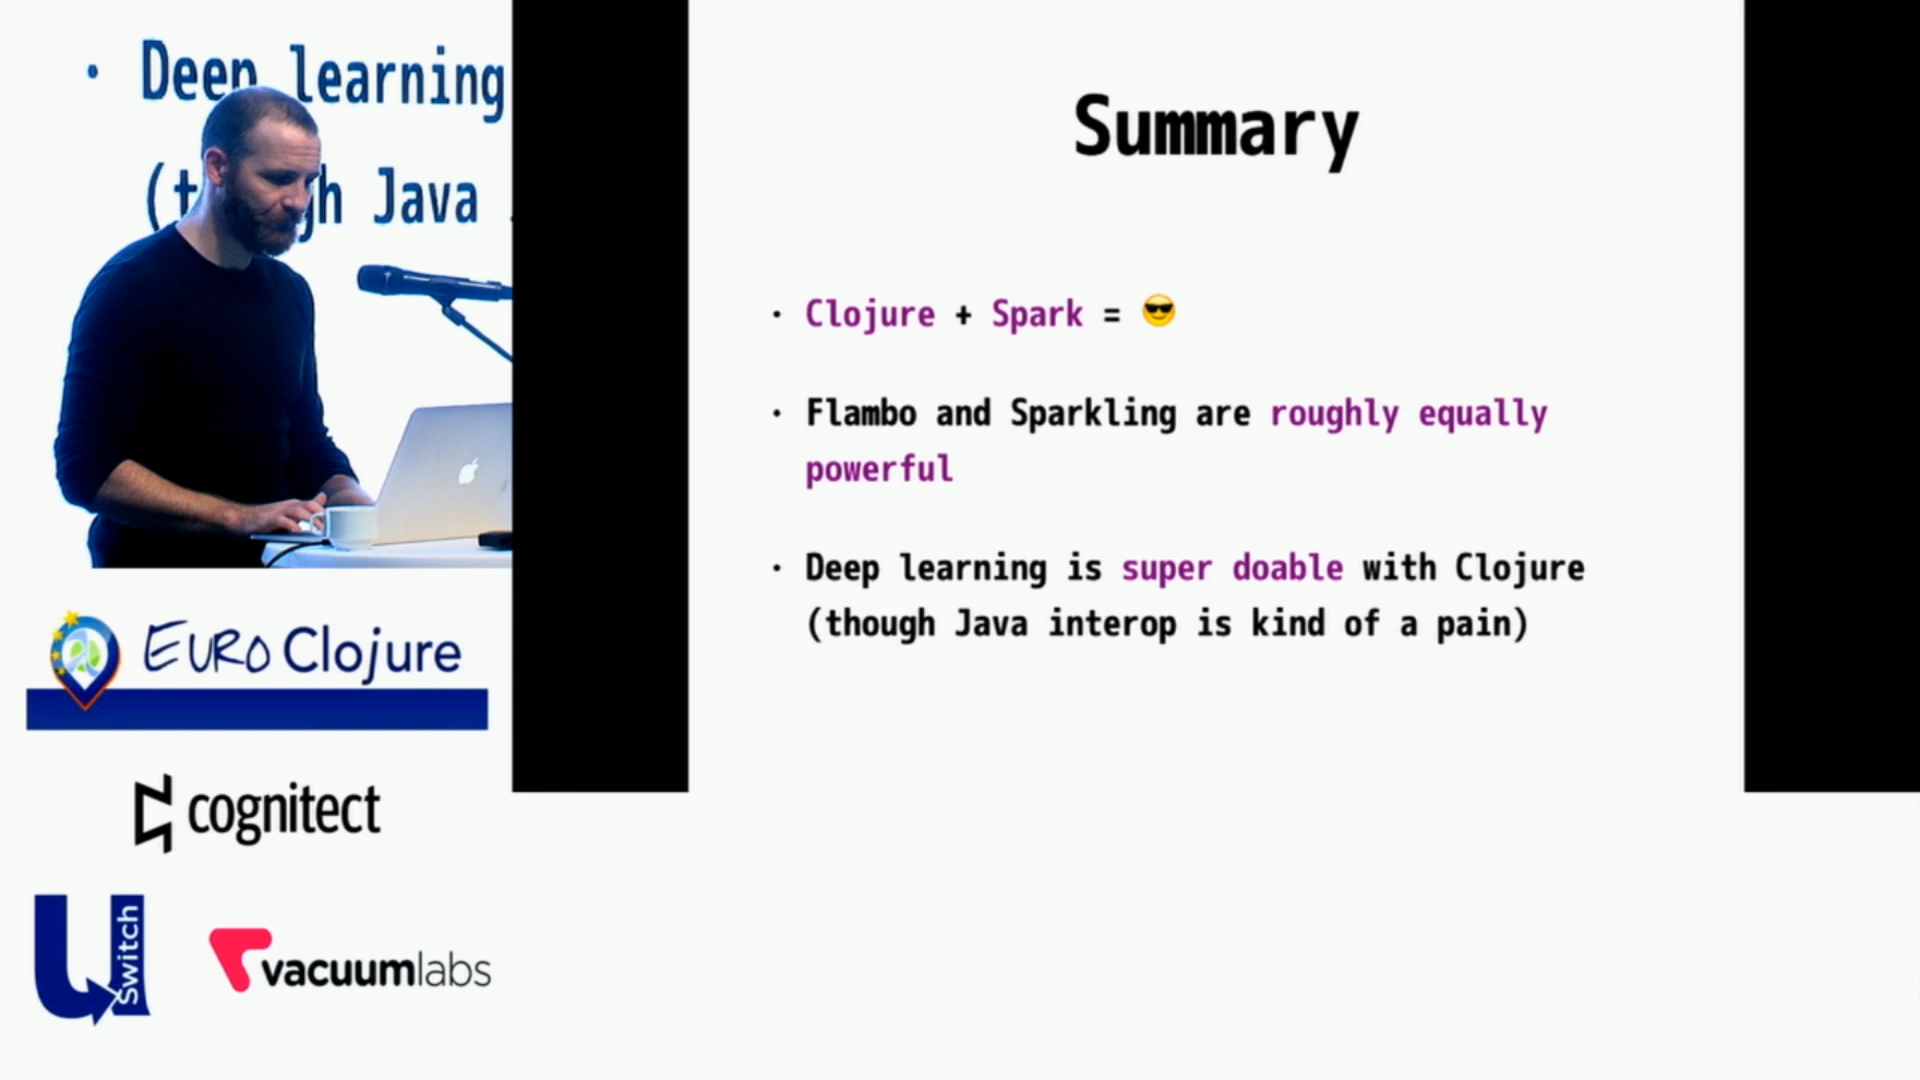 • Deep learning
(t gh Java
Summary
• Clojure + Spark = 😎
• Flambo and Sparkling are roughly equally
powerful
• Deep learning is super doable with Clojure
(though Java interop is kind of a pain)
EURO Clojure
cognitect
USwitch
vacuumlabs